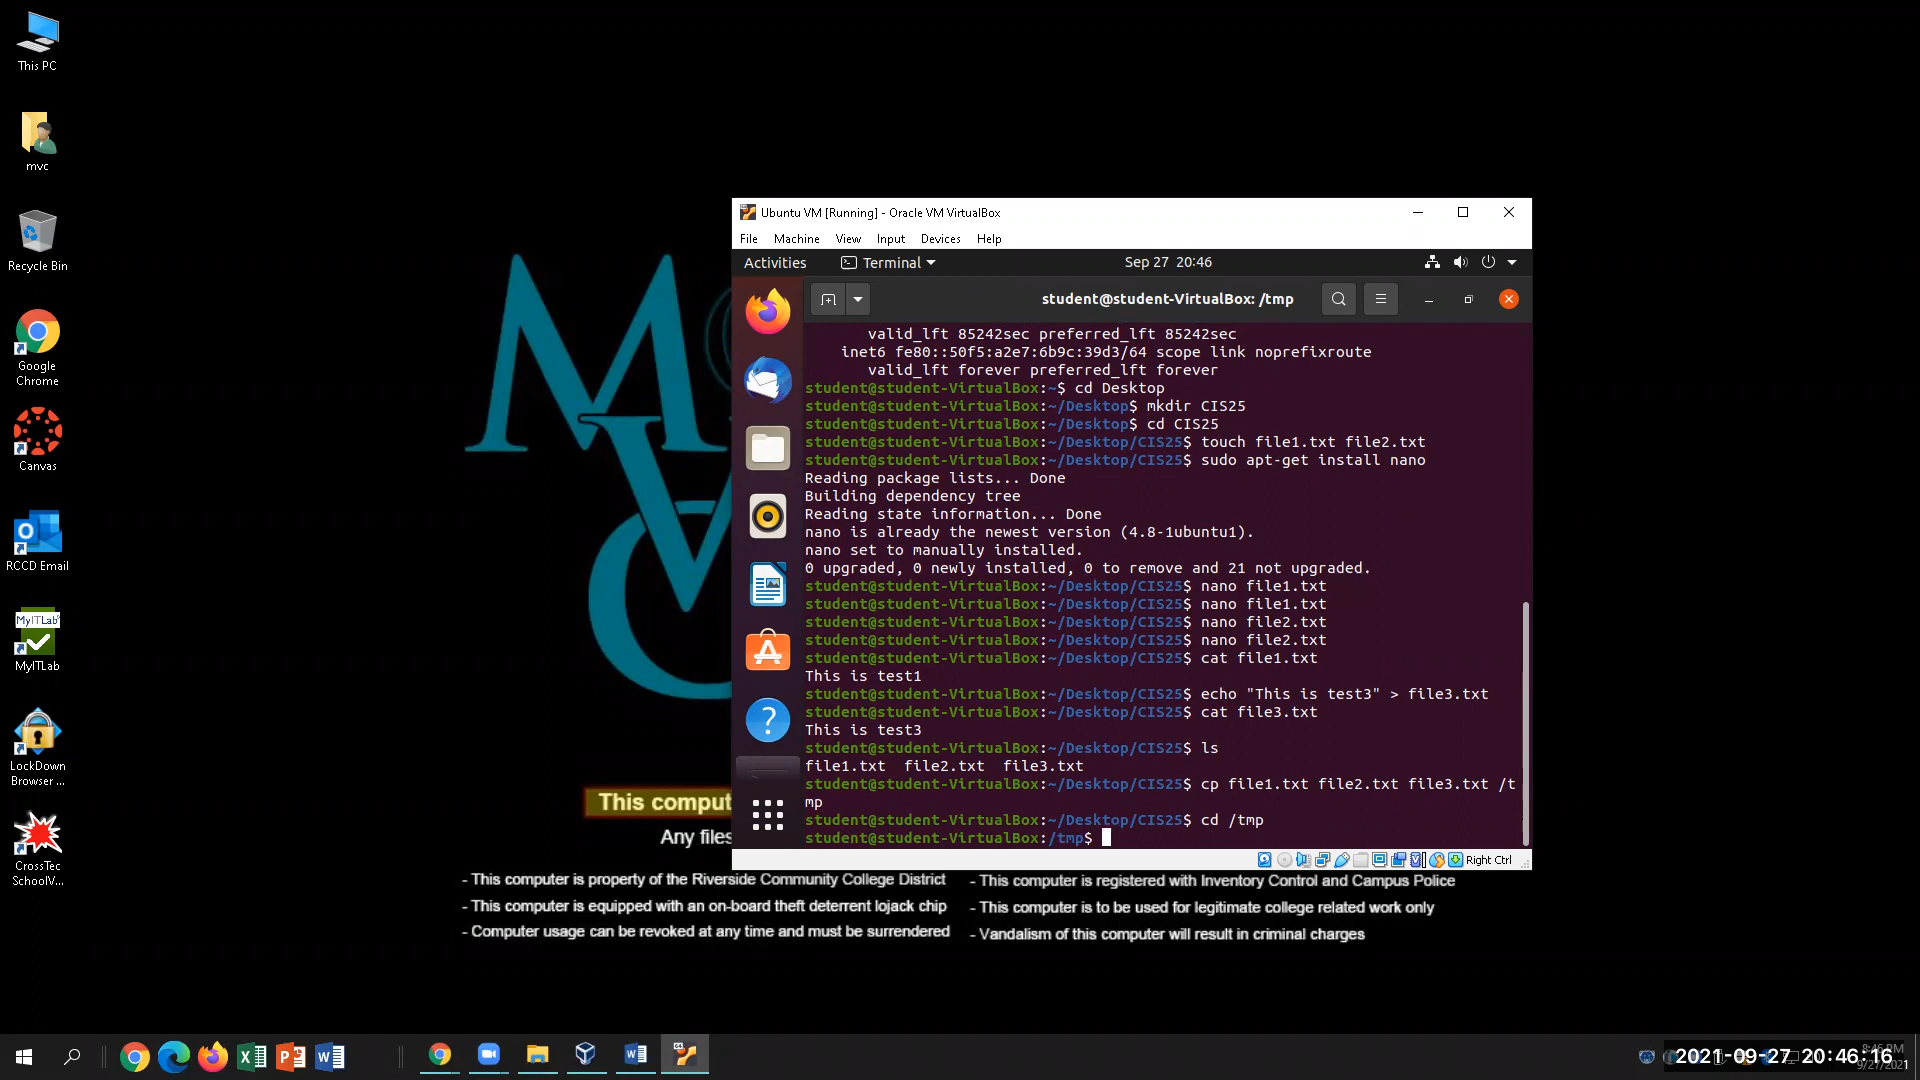 This PC
mvc
Recycle Bin
Google
Chrome
Canvas
RCCD Email
MyITLab
MyITLab
LockDown
Browser ...
CrossTec
SchoolV...
This comput
Any files
- This computer is property of the Riverside Community College District
- This computer is equipped with an on-board theft deterrent lojack chip
- Computer usage can be revoked at any time and must be surrendered
- This computer is registered with Inventory Control and Campus Police
- This computer is to be used for legitimate college related work only
- Vandalism of this computer will result in criminal charges
Ubuntu VM [Running] - Oracle VM VirtualBox
File Machine View Input Devices Help
Activities Terminal Sep 27 20:46
student@student-VirtualBox: /tmp
valid_lft 85242sec preferred_lft 85242sec
inet6 fe80::50f5:a2e7:6b9c:39d3/64 scope link noprefixroute
valid_lft forever preferred_lft forever
student@student-VirtualBox:~$ cd Desktop
student@student-VirtualBox:~/Desktop$ mkdir CIS25
student@student-VirtualBox:~/Desktop$ cd CIS25
student@student-VirtualBox:~/Desktop/CIS25$ touch file1.txt file2.txt
student@student-VirtualBox:~/Desktop/CIS25$ sudo apt-get install nano
Reading package lists... Done
Building dependency tree
Reading state information... Done
nano is already the newest version (4.8-1ubuntu1).
nano set to manually installed.
0 upgraded, 0 newly installed, 0 to remove and 21 not upgraded.
student@student-VirtualBox:~/Desktop/CIS25$ nano file1.txt
student@student-VirtualBox:~/Desktop/CIS25$ nano file1.txt
student@student-VirtualBox:~/Desktop/CIS25$ nano file2.txt
student@student-VirtualBox:~/Desktop/CIS25$ nano file2.txt
student@student-VirtualBox:~/Desktop/CIS25$ cat file1.txt
This is test1
student@student-VirtualBox:~/Desktop/CIS25$ echo "This is test3" > file3.txt
student@student-VirtualBox:~/Desktop/CIS25$ cat file3.txt
This is test3
student@student-VirtualBox:~/Desktop/CIS25$ ls
file1.txt file2.txt file3.txt
student@student-VirtualBox:~/Desktop/CIS25$ cp file1.txt file2.txt file3.txt /t
mp
student@student-VirtualBox:~/Desktop/CIS25$ cd /tmp
student@student-VirtualBox:/tmp$
Right Ctrl
8:46 PM
9/27/2021
2021-09-27 20:46:16